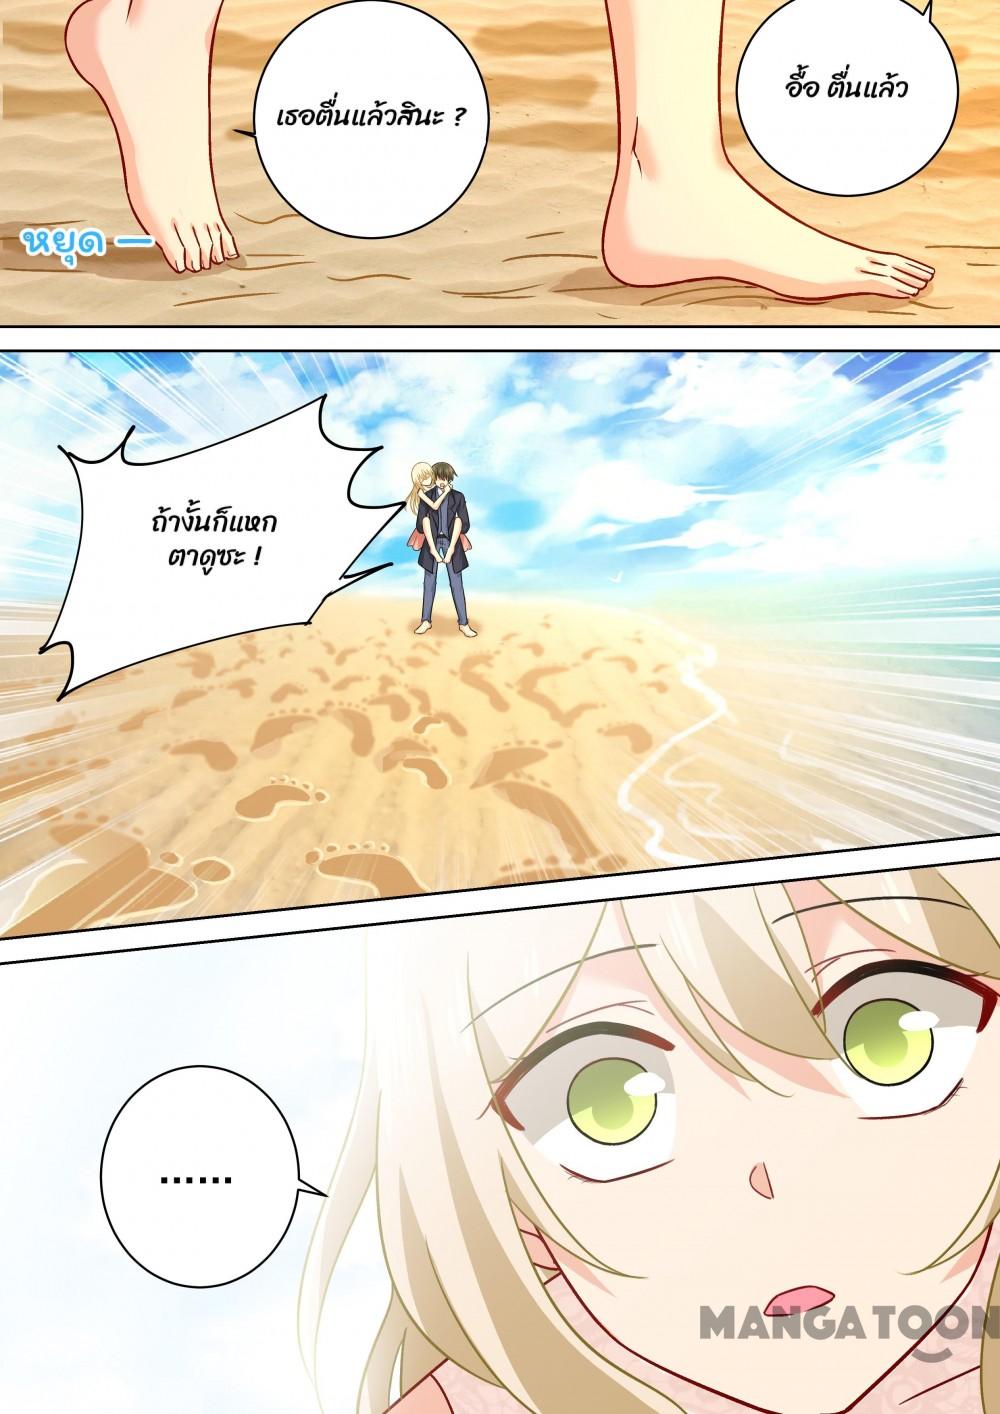 เธอตื่นแล้วสินะ ?
อื้อ ตื่นแล้ว
หยุด —
ถ้างั้นก็แหก
ตาดูซะ !
......
MANGATOON